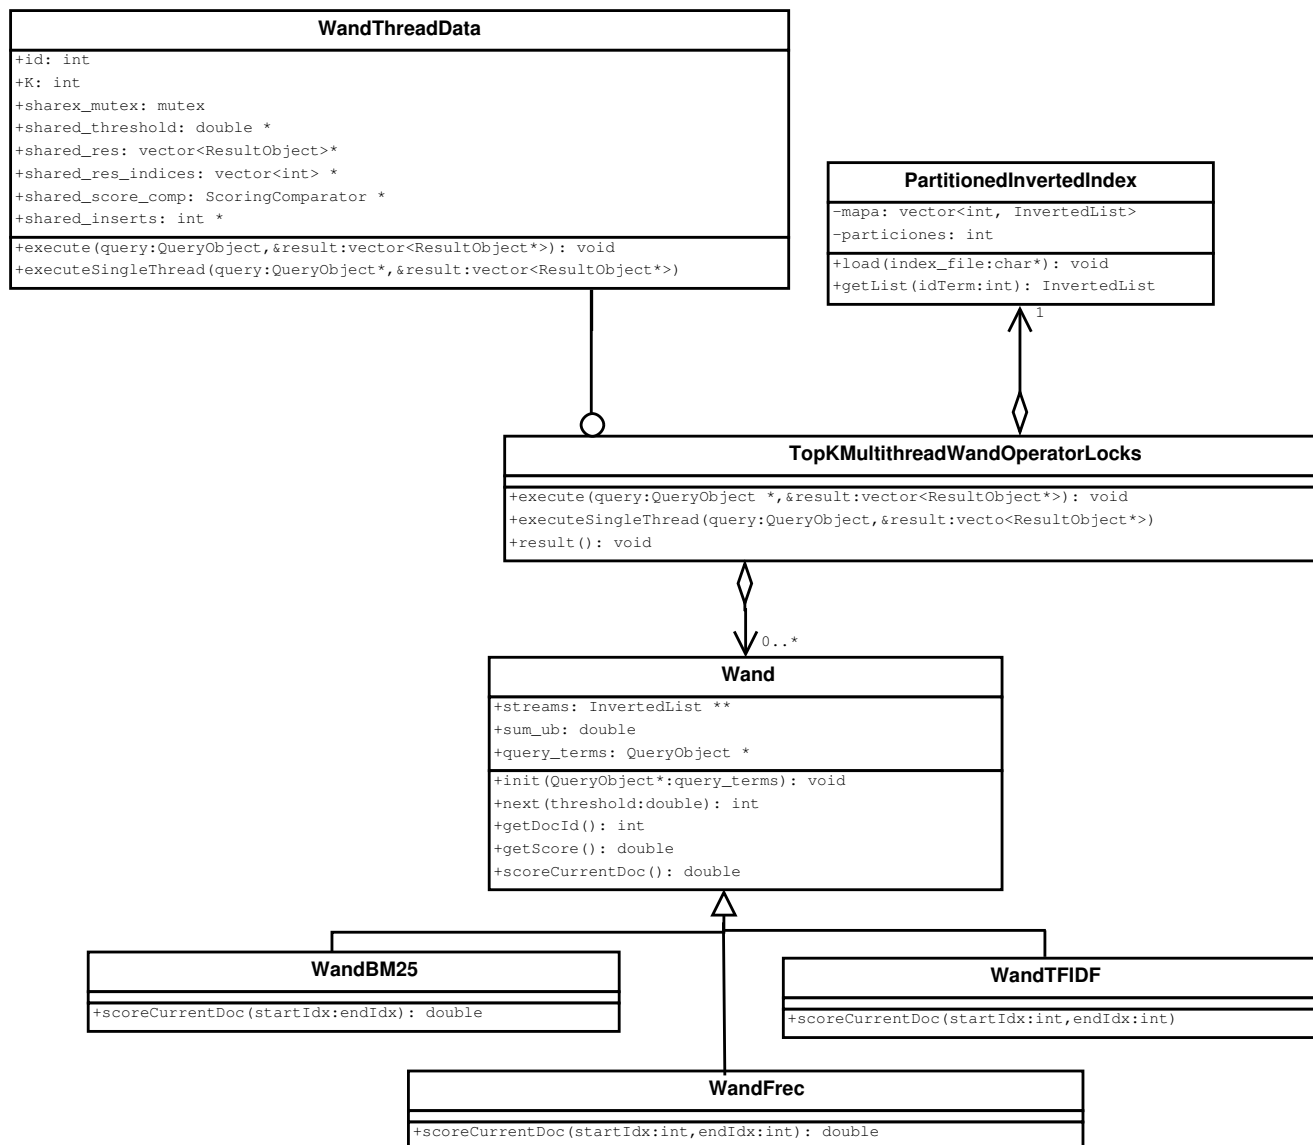 WandThreadData
+id: int
+K: int
+sharex_mutex: mutex
+shared_threshold: double *
+shared_res: vector<ResultObject>*
+shared_res_indices: vector<int> *
+shared_score_comp: ScoringComparator *
+shared_inserts: int *
+execute(query:QueryObject,&result:vector<ResultObject*>): void
+executeSingleThread(query:QueryObject*,&result:vector<ResultObject*>)
PartitionedInvertedIndex
-mapa: vector<int, InvertedList>
-particiones: int
+load(index_file:char*): void
+getList(idTerm:int): InvertedList
1
TopKMultithreadWandOperatorLocks
+execute(query:QueryObject *,&result:vector<ResultObject*>): void
+executeSingleThread(query:QueryObject,&result:vecto<ResultObject*>)
+result(): void
0..*
Wand
+streams: InvertedList **
+sum_ub: double
+query_terms: QueryObject *
+init(QueryObject*:query_terms): void
+next(threshold:double): int
+getDocId(): int
+getScore(): double
+scoreCurrentDoc(): double
WandBM25
+scoreCurrentDoc(startIdx:endIdx): double
WandTFIDF
+scoreCurrentDoc(startIdx:int,endIdx:int)
WandFrec
+scoreCurrentDoc(startIdx:int,endIdx:int): double